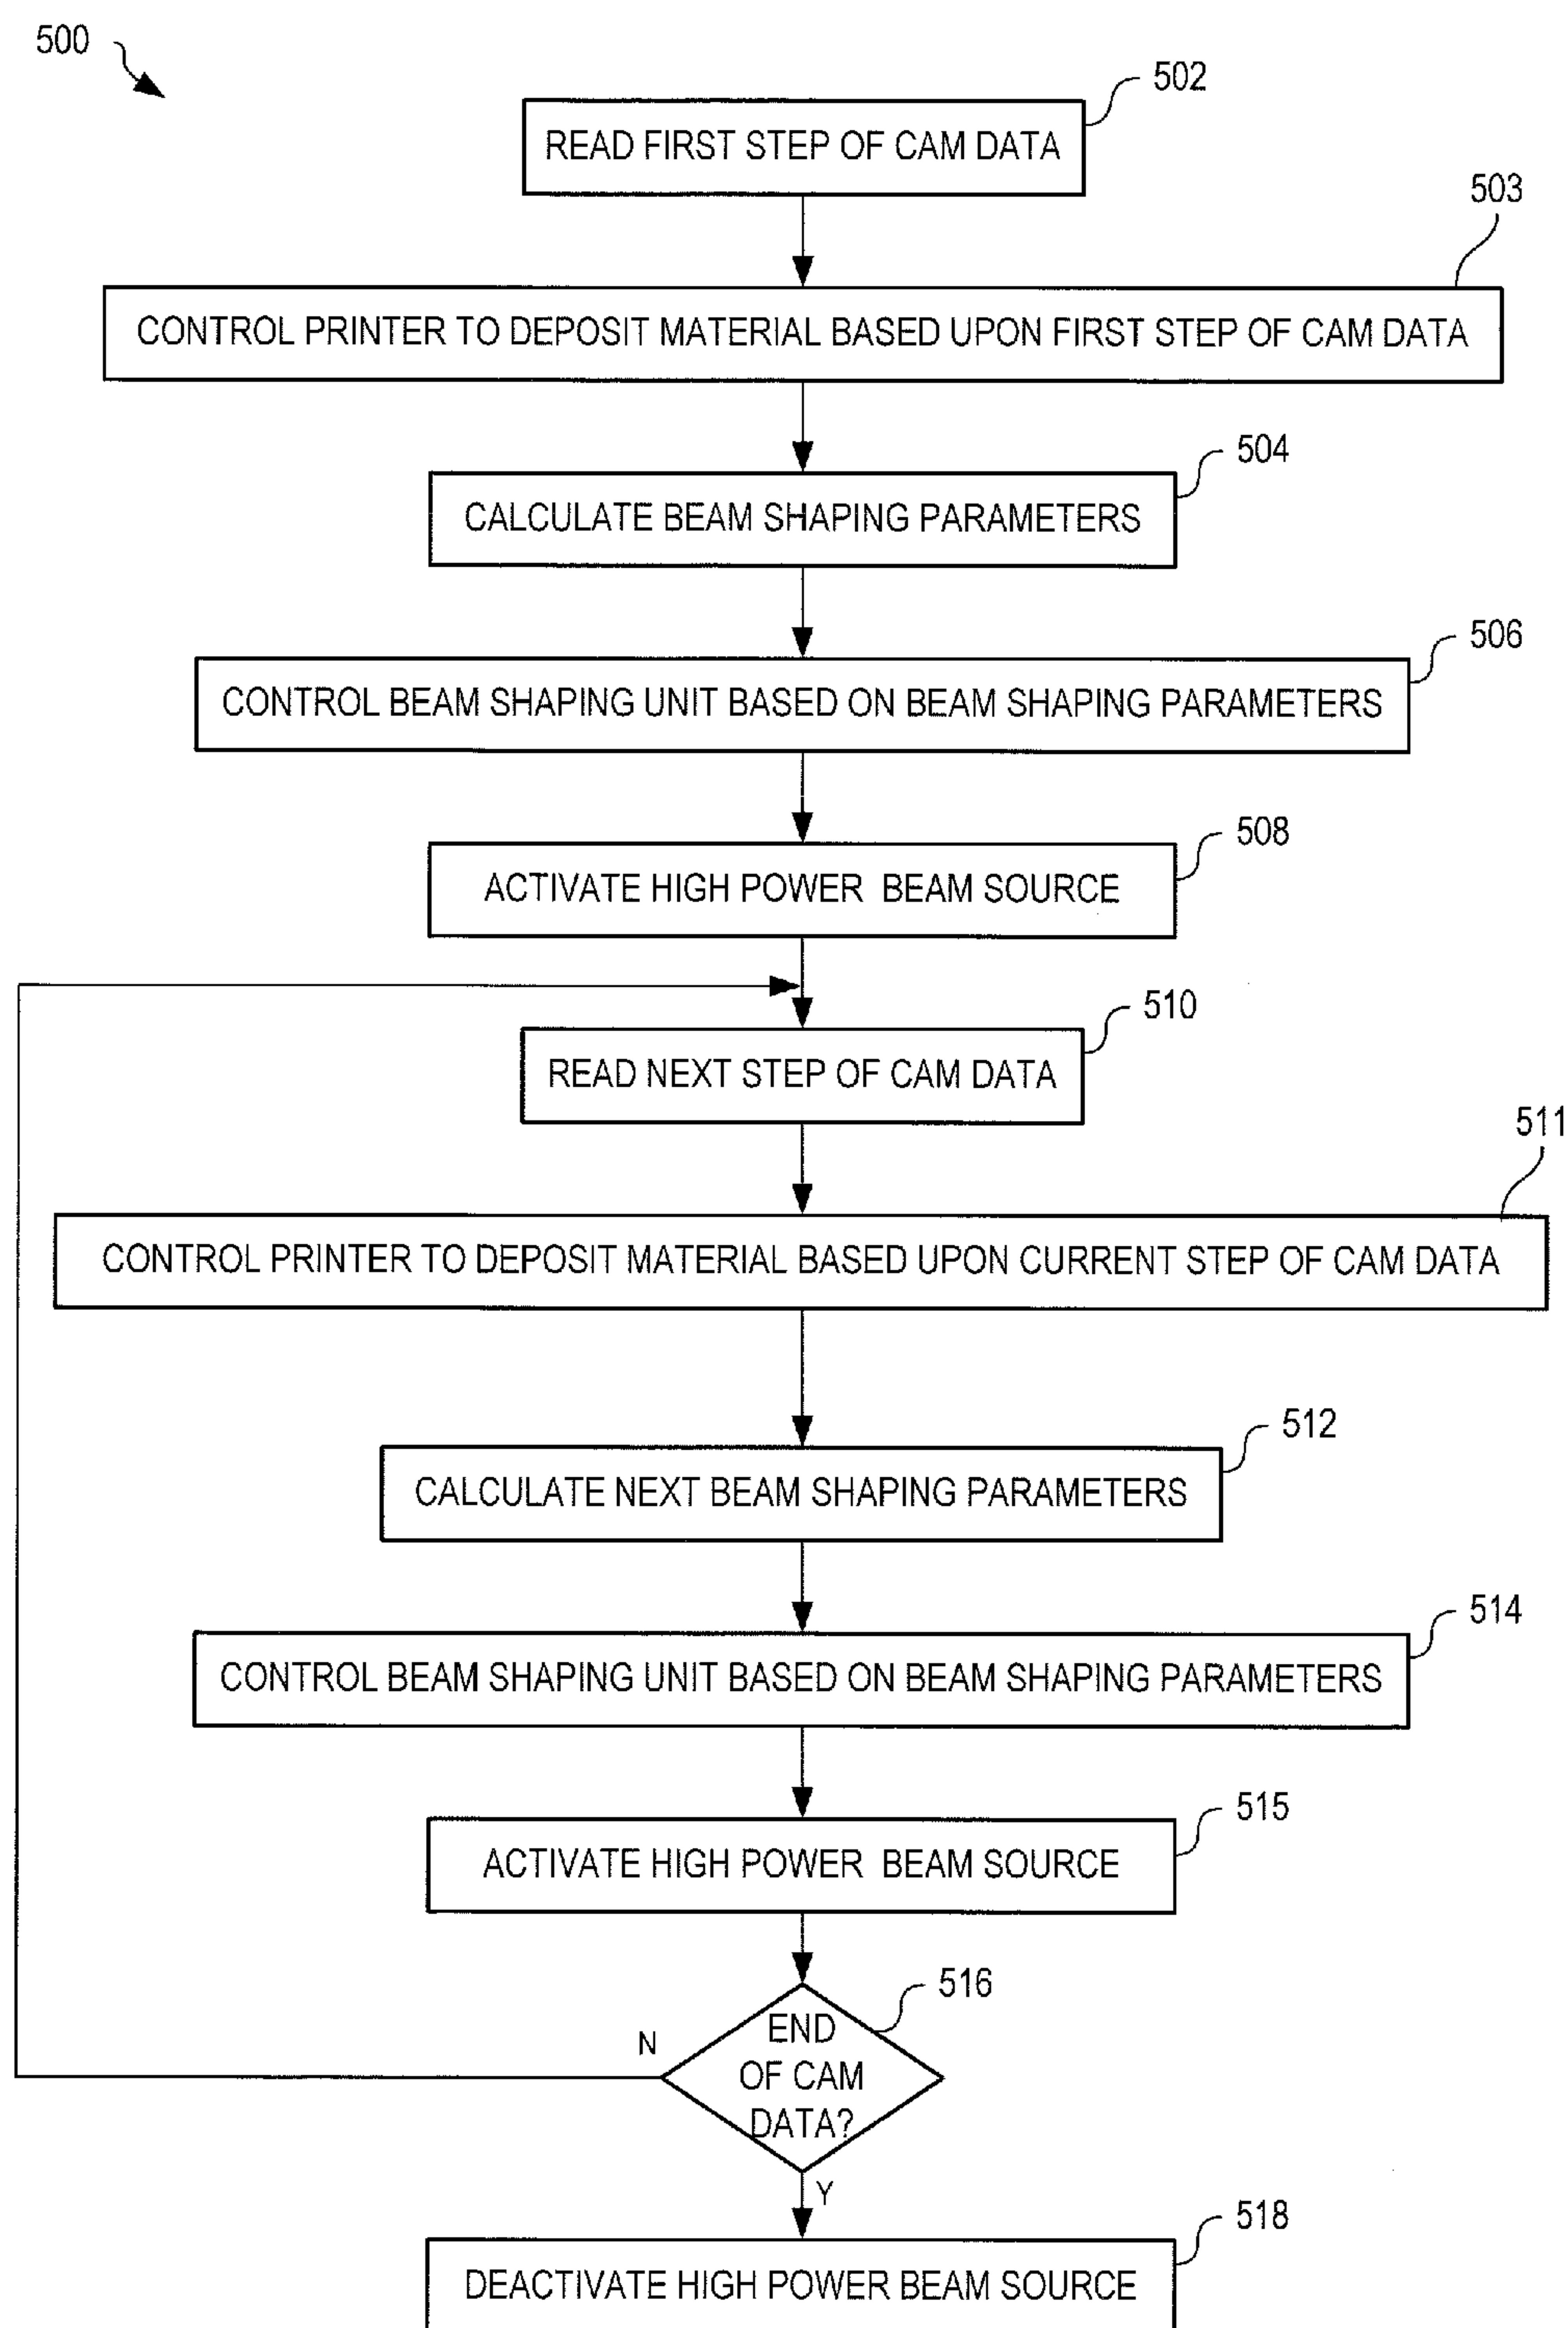 500
502
READ FIRST STEP OF CAM DATA
503
CONTROL PRINTER TO DEPOSIT MATERIAL BASED UPON FIRST STEP OF CAM DATA
504
CALCULATE BEAM SHAPING PARAMETERS
506
CONTROL BEAM SHAPING UNIT BASED ON BEAM SHAPING PARAMETERS
508
ACTIVATE HIGH POWER BEAM SOURCE
510
READ NEXT STEP OF CAM DATA
511
CONTROL PRINTER TO DEPOSIT MATERIAL BASED UPON CURRENT STEP OF CAM DATA
512
CALCULATE NEXT BEAM SHAPING PARAMETERS
514
CONTROL BEAM SHAPING UNIT BASED ON BEAM SHAPING PARAMETERS
515
ACTIVATE HIGH POWER BEAM SOURCE
516
N
END
OF CAM
DATA?
Y
518
DEACTIVATE HIGH POWER BEAM SOURCE